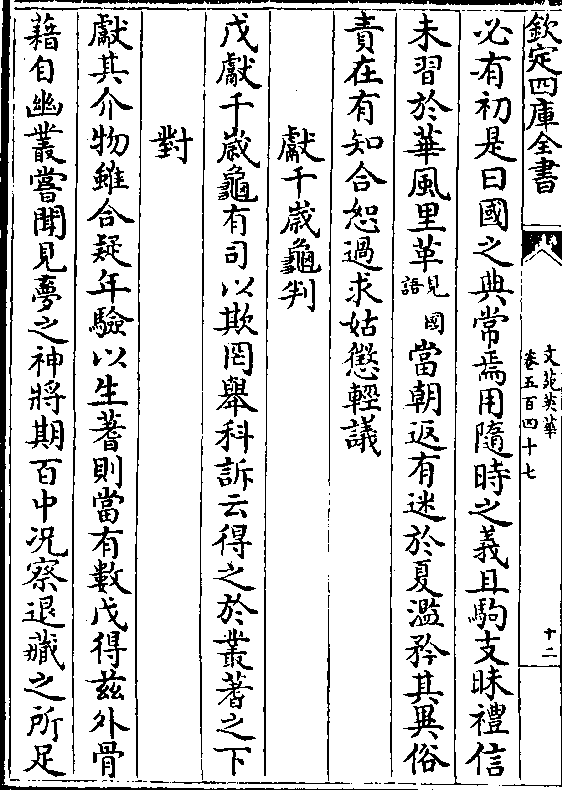 欽定四庫全書
文苑英華
卷五百四十七
十二
必有初是曰國之典常焉用隨時之義且駒支昧禮信
未習於華風里革見國語當朝返有迷於夏濫矜其異俗
責在有知合恕過求姑懲輕議
獻千歲龜判
戊獻千歲龜有司以欺罔舉科訴云得之於叢蓍之下
對
獻其介物雖合疑年驗以生蓍則當有數戊得茲外骨
藉自幽叢嘗聞見夢之神將期百中况察退藏之所足